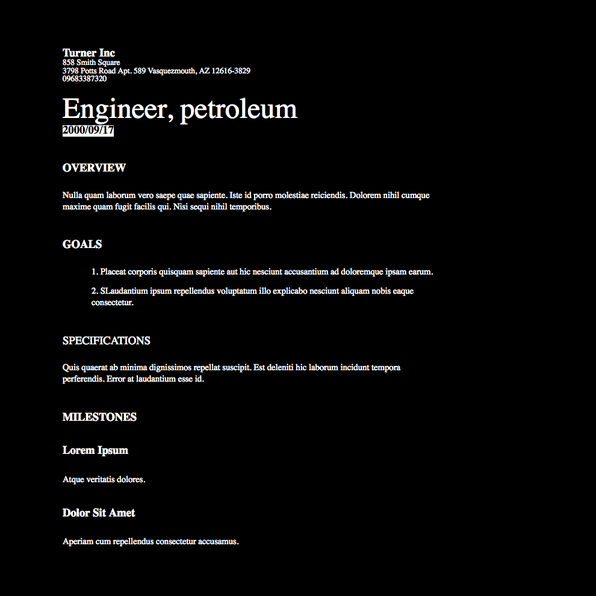 Turner Inc
858 Smith Square
3798 Potts Road Apt. 589 Vasquezmouth, AZ 12616-3829
09683387320
Engineer, petroleum
2000/09/17
OVERVIEW
Nulla quam laborum vero saepe quae sapiente. Iste id porro molestiae reiciendis. Dolorem nihil cumque
maxime quam fugit facilis qui. Nisi sequi nihil temporibus.
GOALS
1. Placeat corporis quisquam sapiente aut hic nesciunt accusantium ad doloremque ipsam earum.
2. SLaudantium ipsum repellendus voluptatum illo explicabo nesciunt aliquam nobis eaque
consectetur.
SPECIFICATIONS
Quis quaerat ab minima dignissimos repellat suscipit. Est deleniti hic laborum incidunt tempora
perferendis. Error at laudantium esse id.
MILESTONES
Lorem Ipsum
Atque veritatis dolores.
Dolor Sit Amet
Aperiam cum repellendus consectetur accusamus.